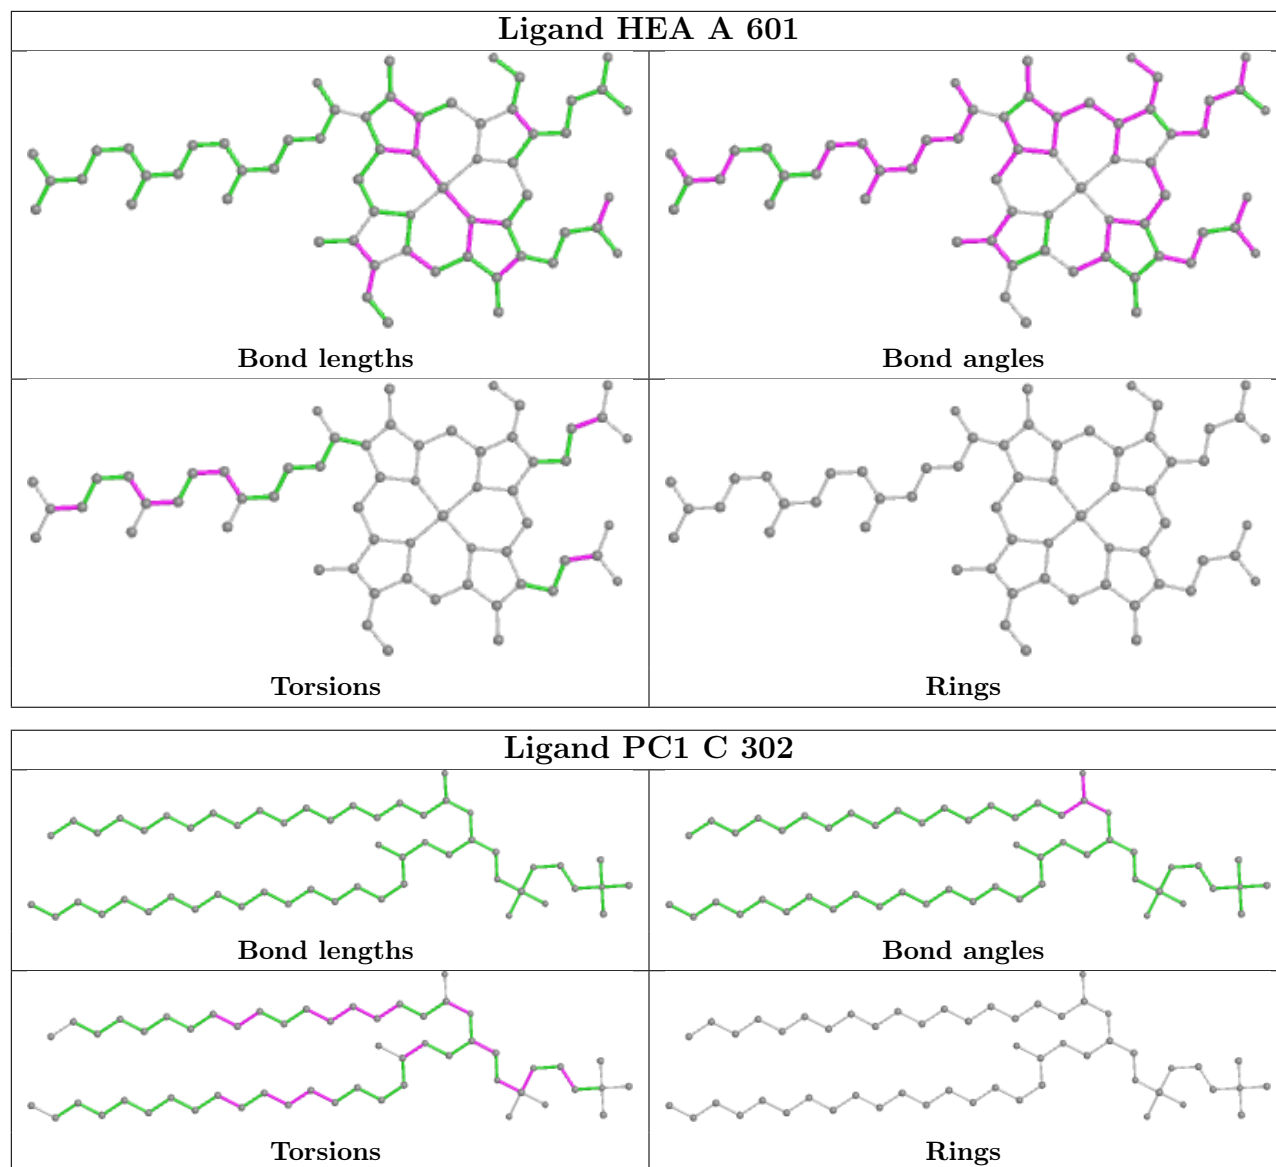 Ligand HEA A 601
Bond lengths
Bond angles
Torsions
Rings
Ligand PC1 C 302
Bond lengths
Bond angles
Torsions
Rings